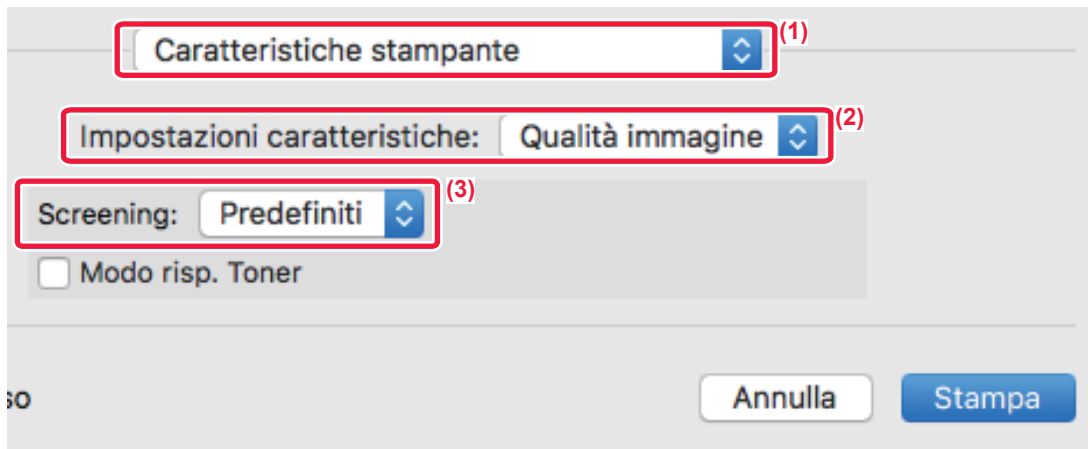 Caratteristiche stampante (1)
Impostazioni caratteristiche: Qualità immagine (2)
Screening: Predefiniti (3)
Modo risp. Toner
so Annulla Stampa